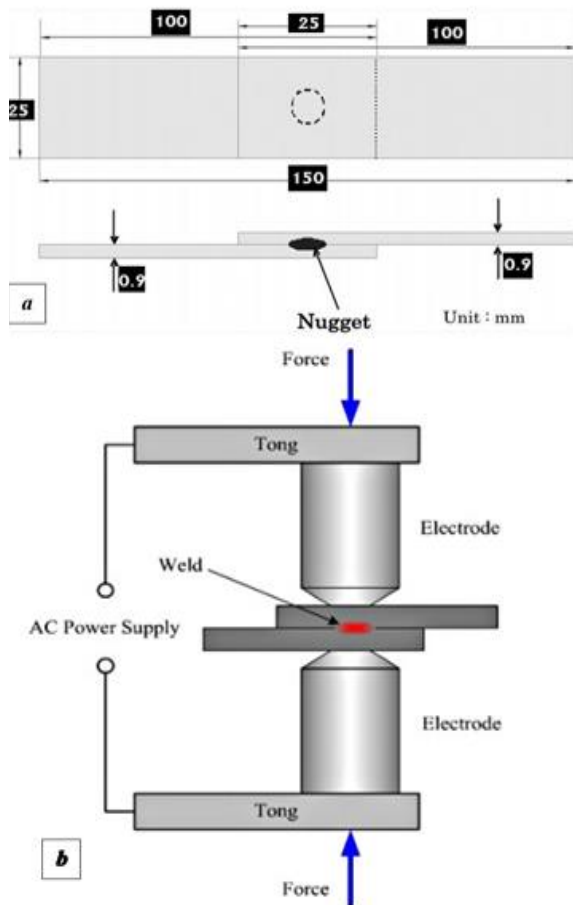 100
25
100
25
150
0.9
0.9
a
Nugget
Unit : mm
Force
Tong
Electrode
Weld
AC Power Supply
Electrode
Tong
b
Force